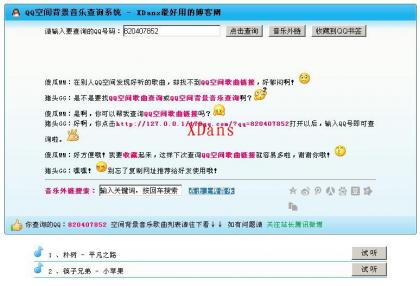 QQ空间背景音乐查询系统 - XDans最好用的博客网
请输入要查询的QQ号码: 820407852 点击查询 音乐外链 收藏到QQ书签
傻瓜MM: 在别人QQ空间发现好听的歌曲, 却找不到QQ空间歌曲链接, 好郁闷啊!
猪头GG: 是不是要找QQ空间歌曲查询或QQ空间背景音乐查询啊?
傻瓜MM: 是啊, 你可以帮我查询QQ空间歌曲链接吗?
猪头GG: 好啊, 你点击http://127.0.0.1/ ?qq=820407852打开以后, 输入QQ号即可查
询啦。
XDans
傻瓜MM: 好方便哦! 我要收藏起来, 这样下次查询QQ空间歌曲链接就容易多啦, 谢谢你哦!
猪头GG: 嘿嘿! 别忘了复制网址推荐给好友使用哦!
音乐外链搜索: 输入关键词, 按回车搜索
你查询的QQ: 820407852 空间背景音乐歌曲列表请往下看↓↓ 如有问题请 关注站长腾讯微博
1 、朴树 - 平凡之路 试听
2 、筷子兄弟 - 小苹果 试听